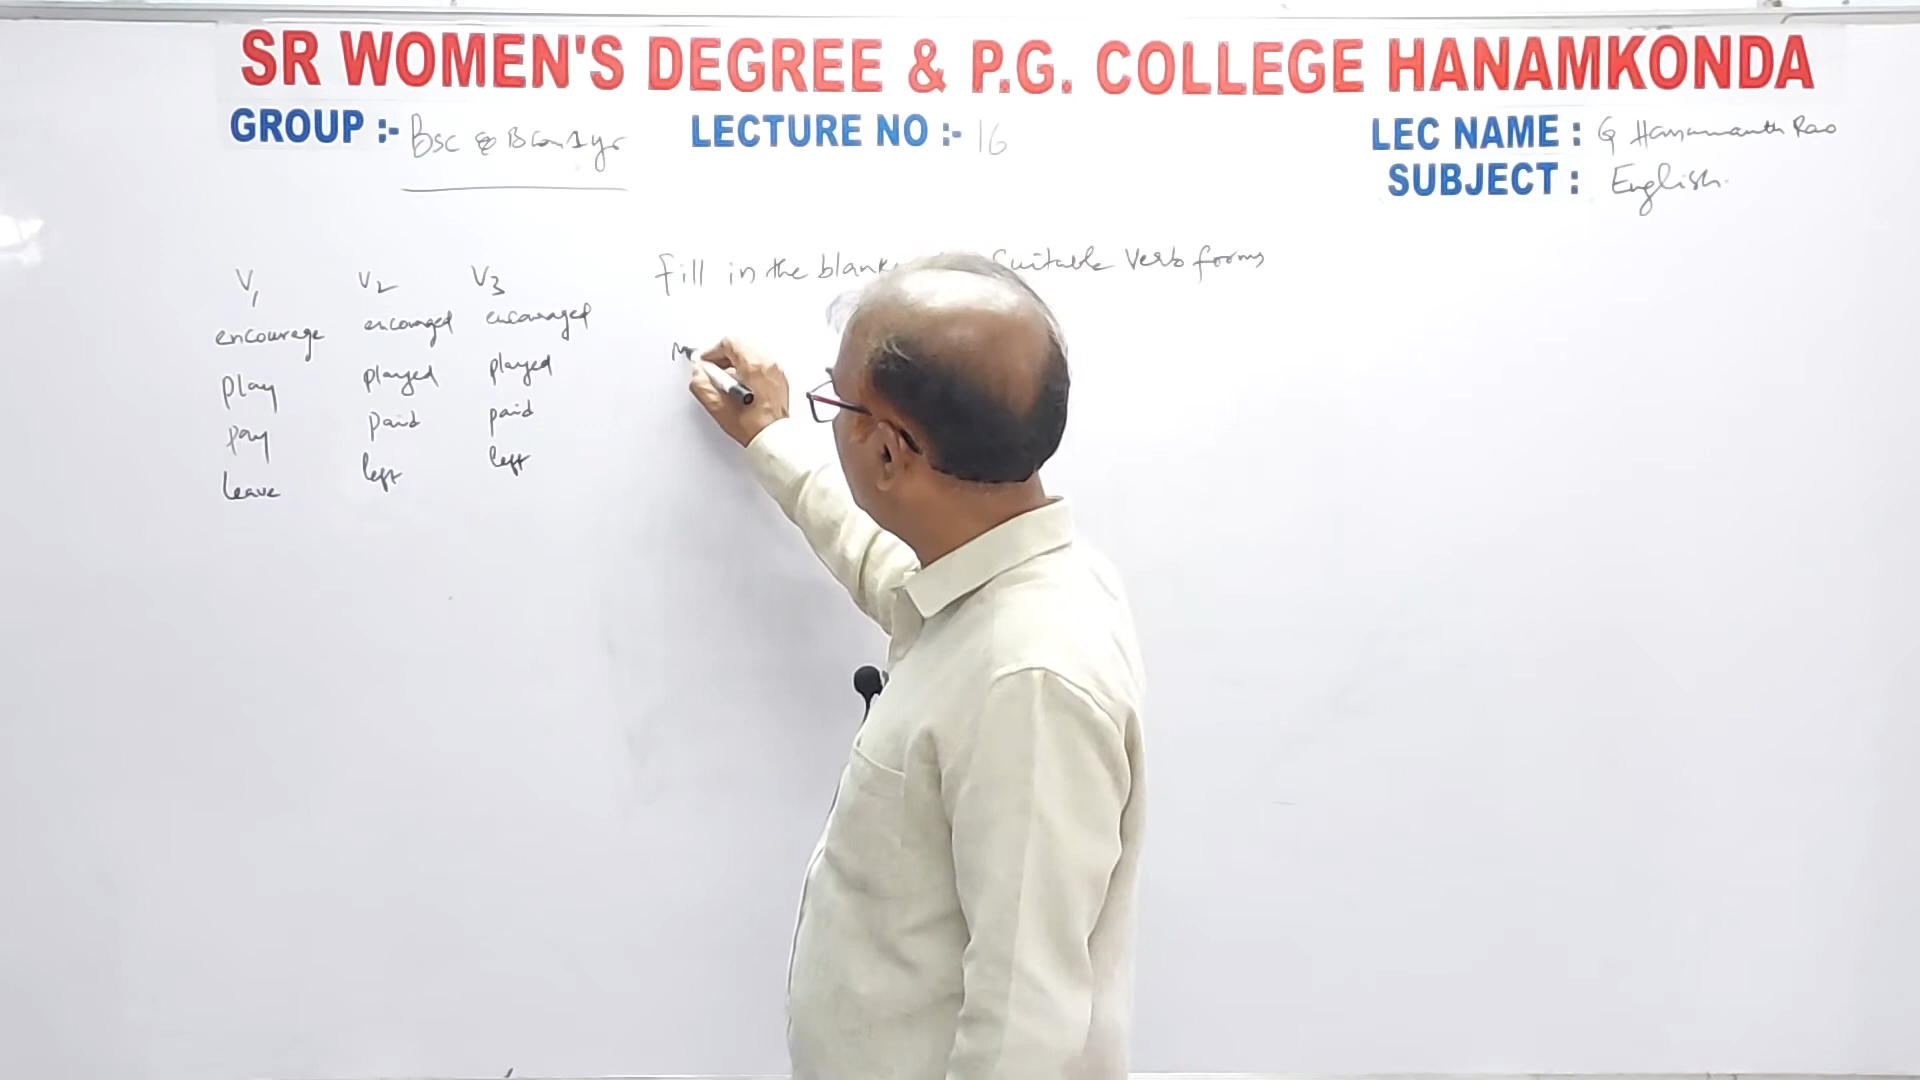 SR WOMEN'S DEGREE & P.G. COLLEGE HANAMKONDA
GROUP :- Bsc & Bcom 1yr LECTURE NO :- 16 LEC NAME : G Hanumanth Rao
SUBJECT : English
V1 V2 V3
encourage encouraged encouraged
play played played
pay paid paid
leave left left
fill in the blank Suitable Verb forms